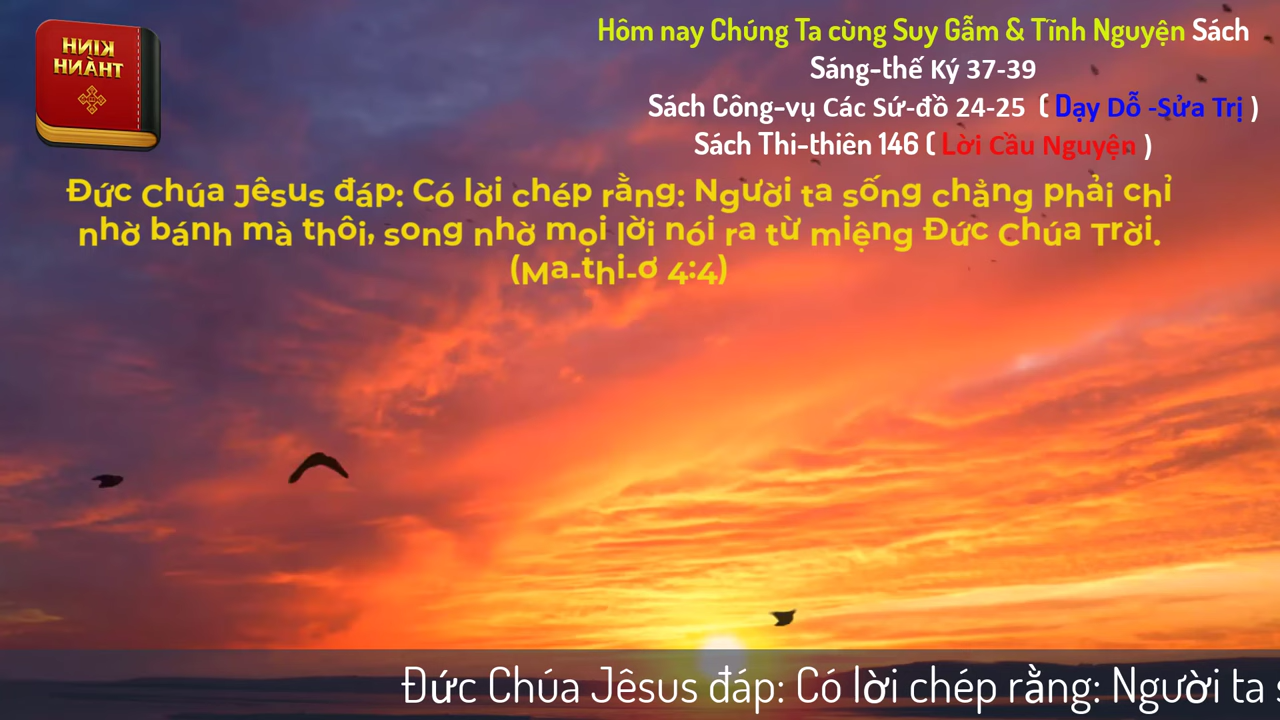 KINH
THÀNH
Hôm nay Chúng Ta cùng Suy Gẫm & Tĩnh Nguyện Sách
Sáng-thế Ký 37-39
Sách Công-vụ Các Sứ-đồ 24-25 ( Dạy Dỗ -Sửa Trị )
Sách Thi-thiên 146 ( Lời Cầu Nguyện )
Đức Chúa Jêsus đáp: Có lời chép rằng: Người ta sống chẳng phải chỉ
nhờ bánh mà thôi, song nhờ mọi lời nói ra từ miệng Đức Chúa Trời.
(Ma-thi-ơ 4:4)
Đức Chúa Jêsus đáp: Có lời chép rằng: Người ta